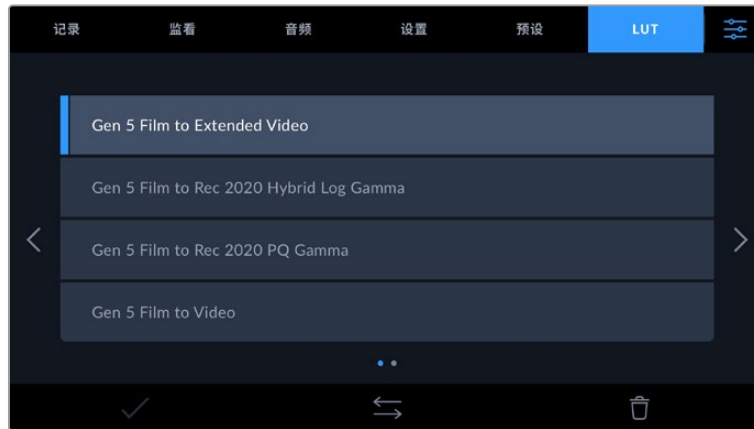 记录 监看 音频 设置 预设 LUT
Gen 5 Film to Extended Video
Gen 5 Film to Rec 2020 Hybrid Log Gamma
Gen 5 Film to Rec 2020 PQ Gamma
Gen 5 Film to Video